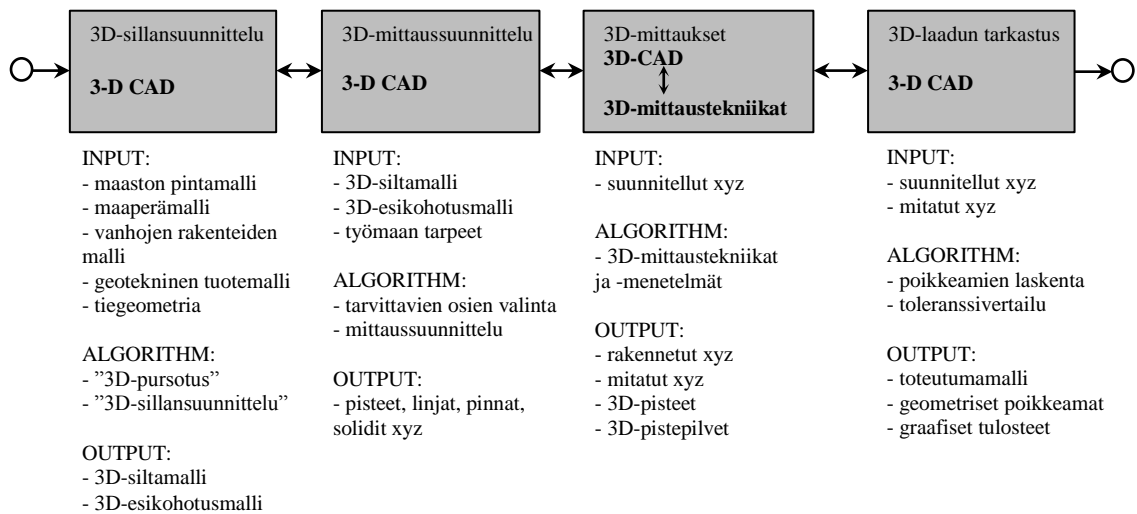 3D-sillansuunnittelu
3-D CAD
INPUT:
- maaston pintamalli
- maaperämalli
- vanhojen rakenteiden
malli
- geotekninen tuotemalli
- tiegeometria
ALGORITHM:
- ”3D-pursotus”
- ”3D-sillansuunnittelu”
OUTPUT:
- 3D-siltamalli
- 3D-esikohotusmalli
3D-mittaussuunnittelu
3-D CAD
INPUT:
- 3D-siltamalli
- 3D-esikohotusmalli
- työmaan tarpeet
ALGORITHM:
- tarvittavien osien valinta
- mittaussuunnittelu
OUTPUT:
- pisteet, linjat, pinnat,
solidit xyz
3D-mittaukset
3D-CAD
3D-mittaustekniikat
INPUT:
- suunnitellut xyz
ALGORITHM:
- 3D-mittaustekniikat
ja -menetelmät
OUTPUT:
- rakennetut xyz
- mitatut xyz
- 3D-pisteet
- 3D-pistepilvet
3D-laadun tarkastus
3-D CAD
INPUT:
- suunnitellut xyz
- mitatut xyz
ALGORITHM:
- poikkeamien laskenta
- toleranssivertailu
OUTPUT:
- toteutumamalli
- geometriset poikkeamat
- graafiset tulosteet